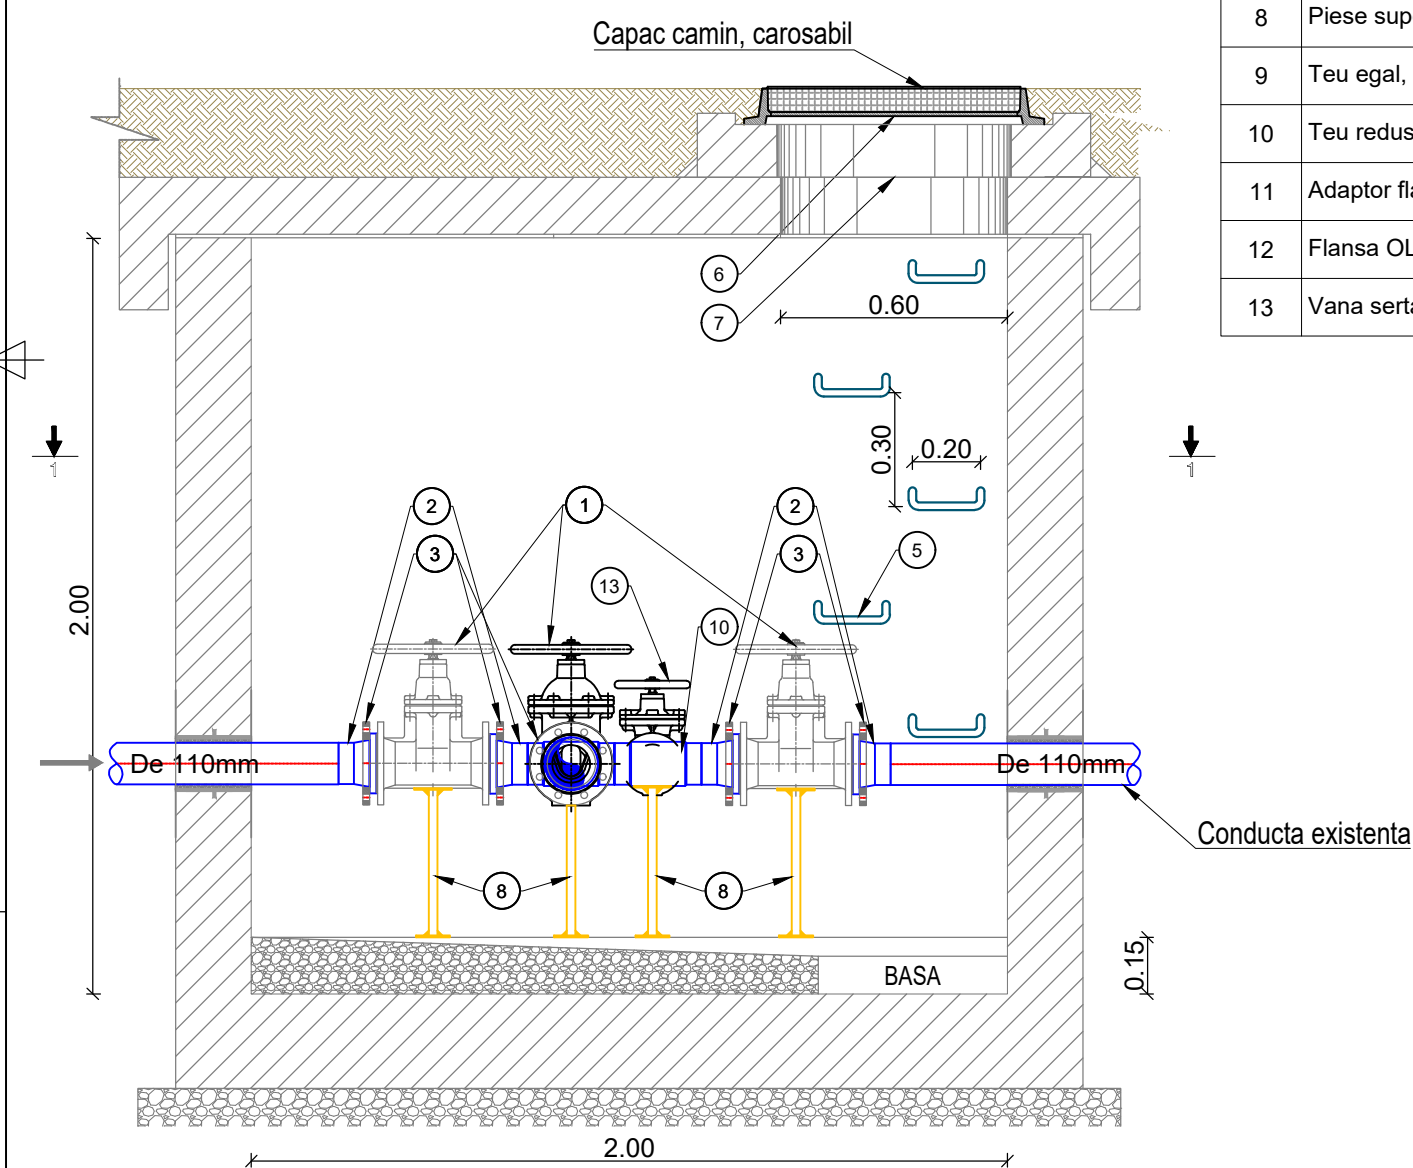 Capac camin, carosabil
8 Piese sup
9 Teu egal,
10 Teu redus
11 Adaptor fla
12 Flansa OL
13 Vana serta
6
7
0.60
0.30
0.20
1
1
2
1
2
3
3
5
13
10
2.00
De 110mm
De 110mm
Conducta existenta
8
8
BASA
0.15
2.00